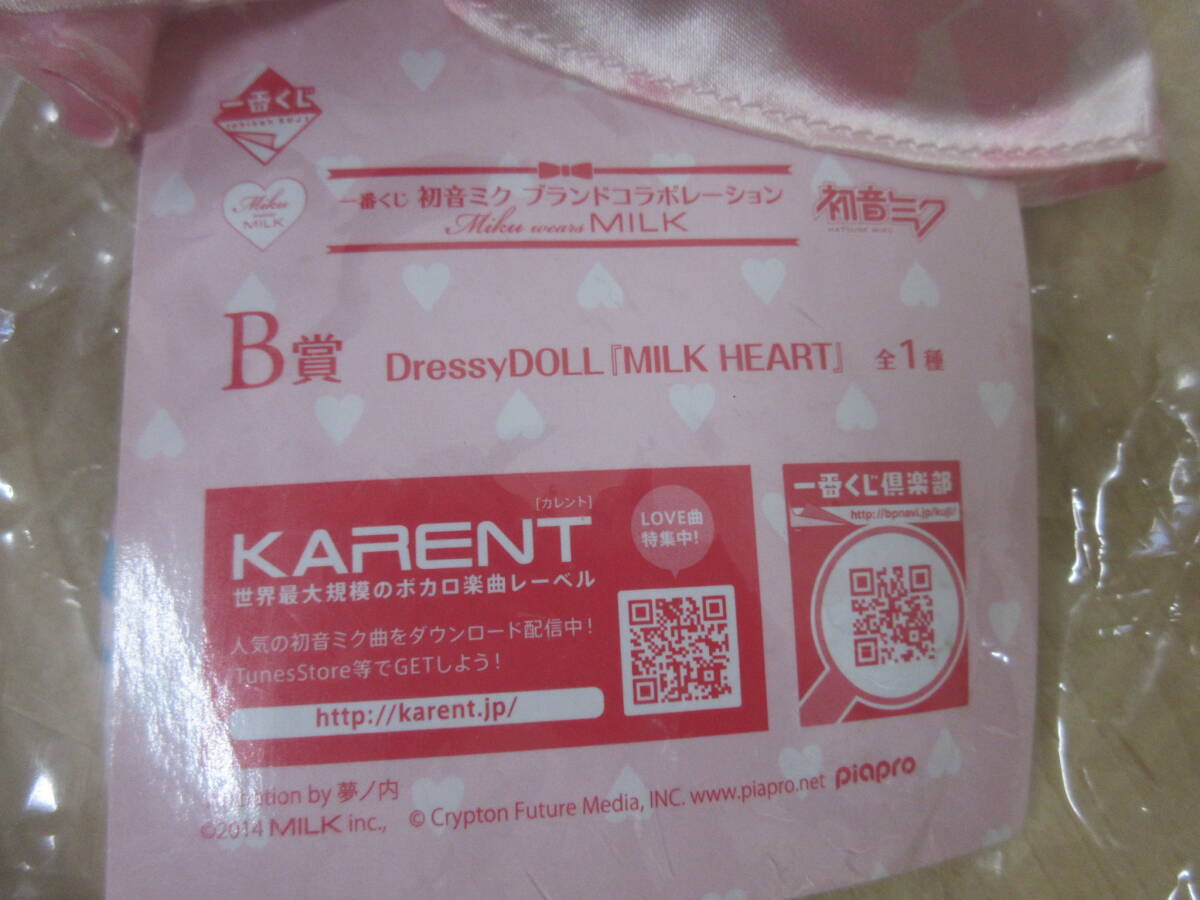 一番くじ
ICHIBAN KUJI
Miku
wears
MILK
一番くじ 初音ミク ブランドコラボレーション
Miku wears MILK
初音ミク
HATSUNE MIKU
B賞
DressyDOLL『MILK HEART』 全1種
[カレント]
KARENT
世界最大規模のボカロ楽曲レーベル
人気の初音ミク曲をダウンロード配信中!
TunesStore等でGETしよう!
http://karent.jp/
LOVE曲
特集中!
一番くじ倶楽部
http://bpnavi.jp/kuji/
by 夢ノ内
©2014 MILK inc., © Crypton Future Media, INC. www.piapro.net piapro